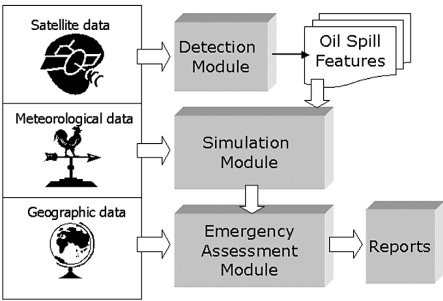 Satellite data
Detection
Module
Oil Spill
Features
Meteorological data
Simulation
Module
Geographic data
Emergency
Assessment
Module
Reports